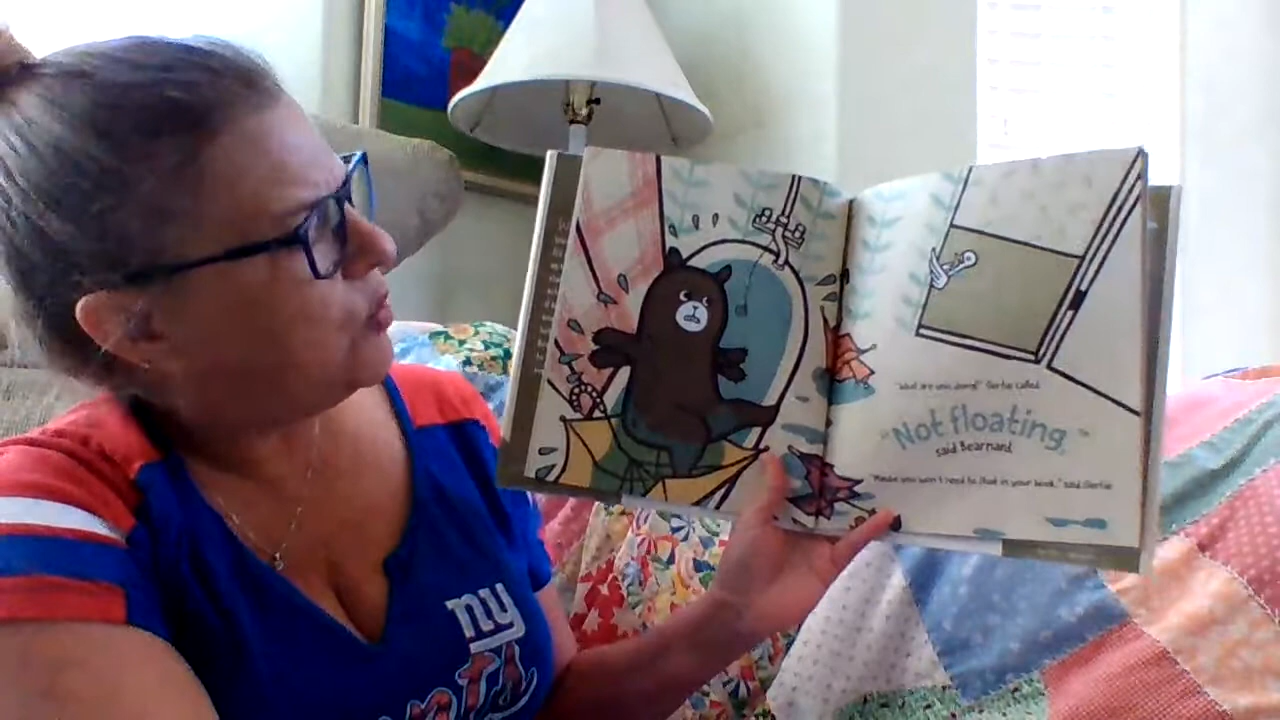 "What are you doing?" Gertie called.
"Not floating,"
said Bearnard.
"Maybe you won't need to float in your book," said Gertie.
ny